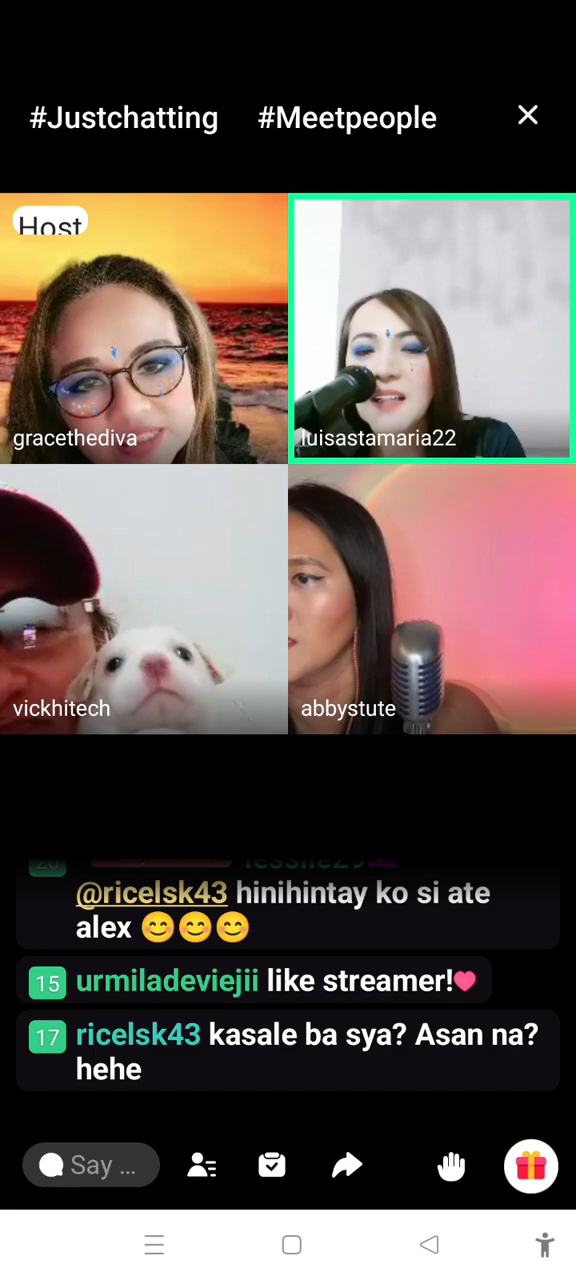 #Justchatting #Meetpeople
Host
gracethediva
luisastamaria22
vickhitech
abbystute
@ricelsk43 hinihintay ko si ate
alex 😊😊😊
15 urmiladeviejii like streamer!💗
17 ricelsk43 kasale ba sya? Asan na?
hehe
Say ...